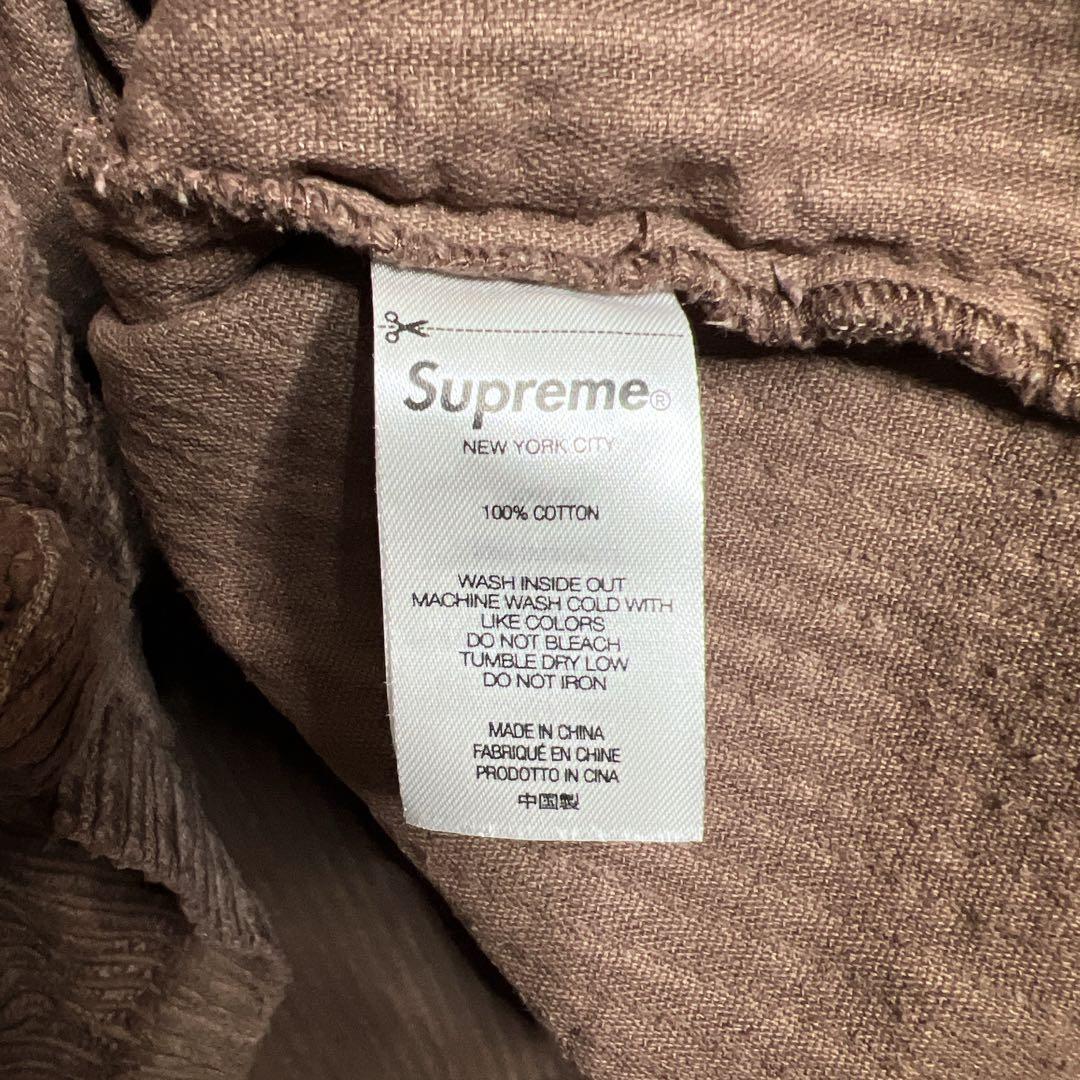 Supreme®
NEW YORK CITY
100% COTTON
WASH INSIDE OUT
MACHINE WASH COLD WITH
LIKE COLORS
DO NOT BLEACH
TUMBLE DRY LOW
DO NOT IRON
MADE IN CHINA
FABRIQUÉ EN CHINE
PRODOTTO IN CINA
中国製